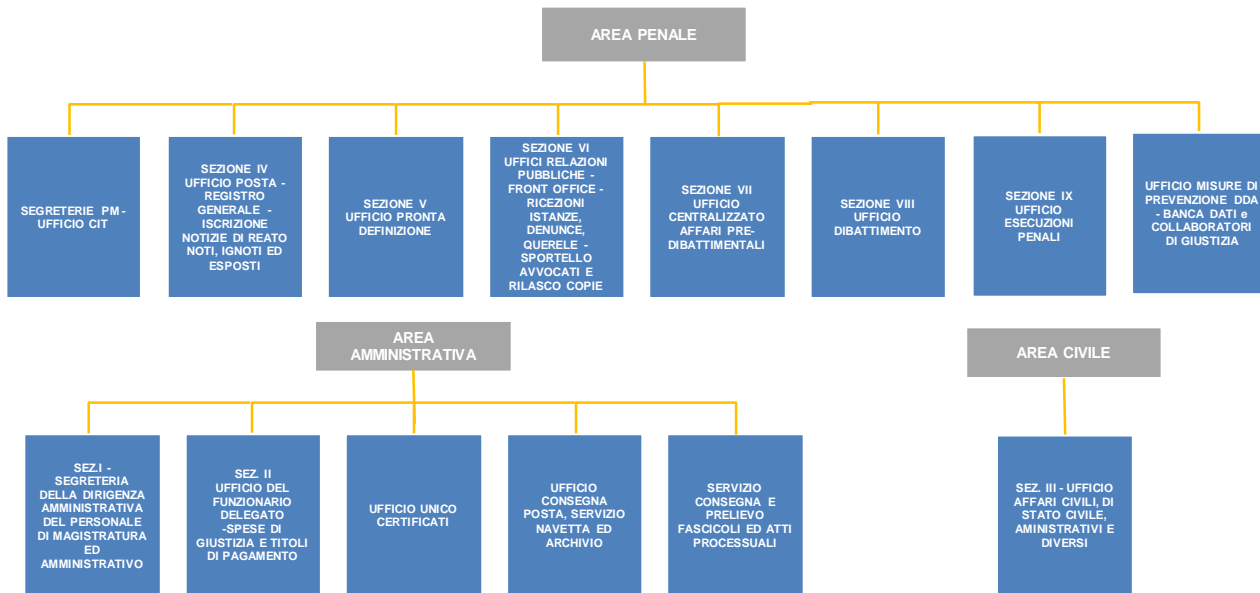 AREA PENALE
SEGRETERIE PM -
UFFICIO CIT
SEZIONE IV
UFFICIO POSTA -
REGISTRO
GENERALE -
ISCRIZIONE
NOTIZIE DI REATO
NOTI, IGNOTI ED
ESPOSTI
SEZIONE V
UFFICIO PRONTA
DEFINIZIONE
SEZIONE VI
UFFICI RELAZIONI
PUBBLICHE -
FRONT OFFICE -
RICEZIONI
ISTANZE,
DENUNCE,
QUERELE -
SPORTELLO
AVVOCATI E
RILASCO COPIE
SEZIONE VII
UFFICIO
CENTRALIZZATO
AFFARI PRE-
DIBATTIMENTALI
SEZIONE VIII
UFFICIO
DIBATTIMENTO
SEZIONE IX
UFFICIO
ESECUZIONI
PENALI
UFFICIO MISURE DI
PREVENZIONE DDA
- BANCA DATI e
COLLABORATORI
DI GIUSTIZIA
AREA
AMMINISTRATIVA
SEZ.I -
SEGRETERIA
DELLA DIRIGENZA
AMMINISTRATIVA
DEL PERSONALE
DI MAGISTRATURA
ED
AMMINISTRATIVO
SEZ. II
UFFICIO DEL
FUNZIONARIO
DELEGATO
-SPESE DI
GIUSTIZIA E TITOLI
DI PAGAMENTO
UFFICIO UNICO
CERTIFICATI
UFFICIO
CONSEGNA
POSTA, SERVIZIO
NAVETTA ED
ARCHIVIO
SERVIZIO
CONSEGNA E
PRELIEVO
FASCICOLI ED ATTI
PROCESSUALI
AREA CIVILE
SEZ. III - UFFICIO
AFFARI CIVILI, DI
STATO CIVILE,
AMINISTRATIVI E
DIVERSI